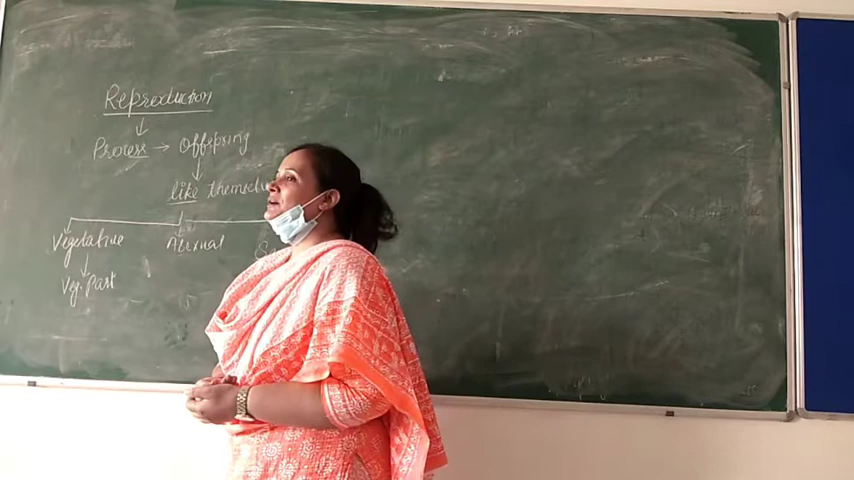 Reproduction
Process → Offspring
like themselves
Vegetative Asexual
Veg. Part